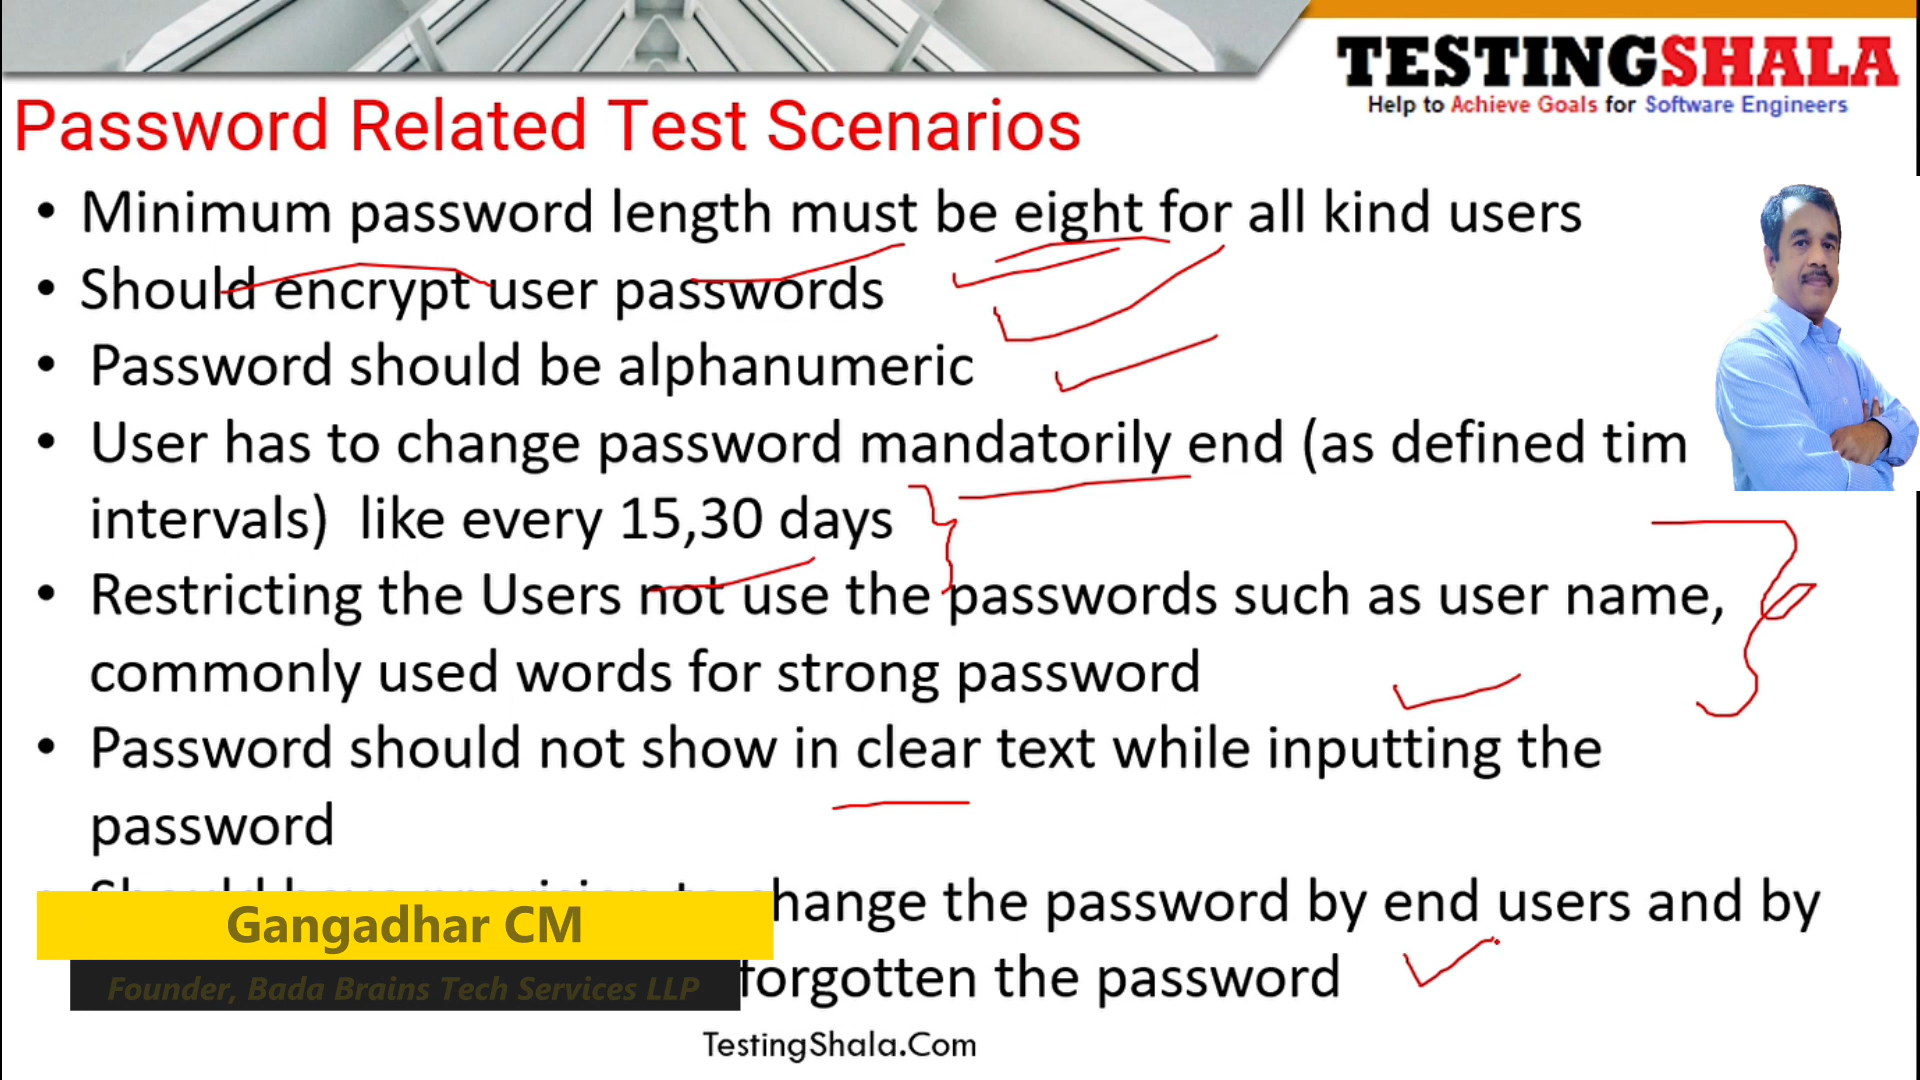 TESTINGSHALA
Help to Achieve Goals for Software Engineers
Password Related Test Scenarios
• Minimum password length must be eight for all kind users
• Should encrypt user passwords
• Password should be alphanumeric
• User has to change password mandatorily end (as defined tim
intervals) like every 15,30 days
• Restricting the Users not use the passwords such as user name,
commonly used words for strong password
• Password should not show in clear text while inputting the
password
hange the password by end users and by
Gangadhar CM
forgotten the password
Founder, Bada Brains Tech Services LLP
TestingShala.Com